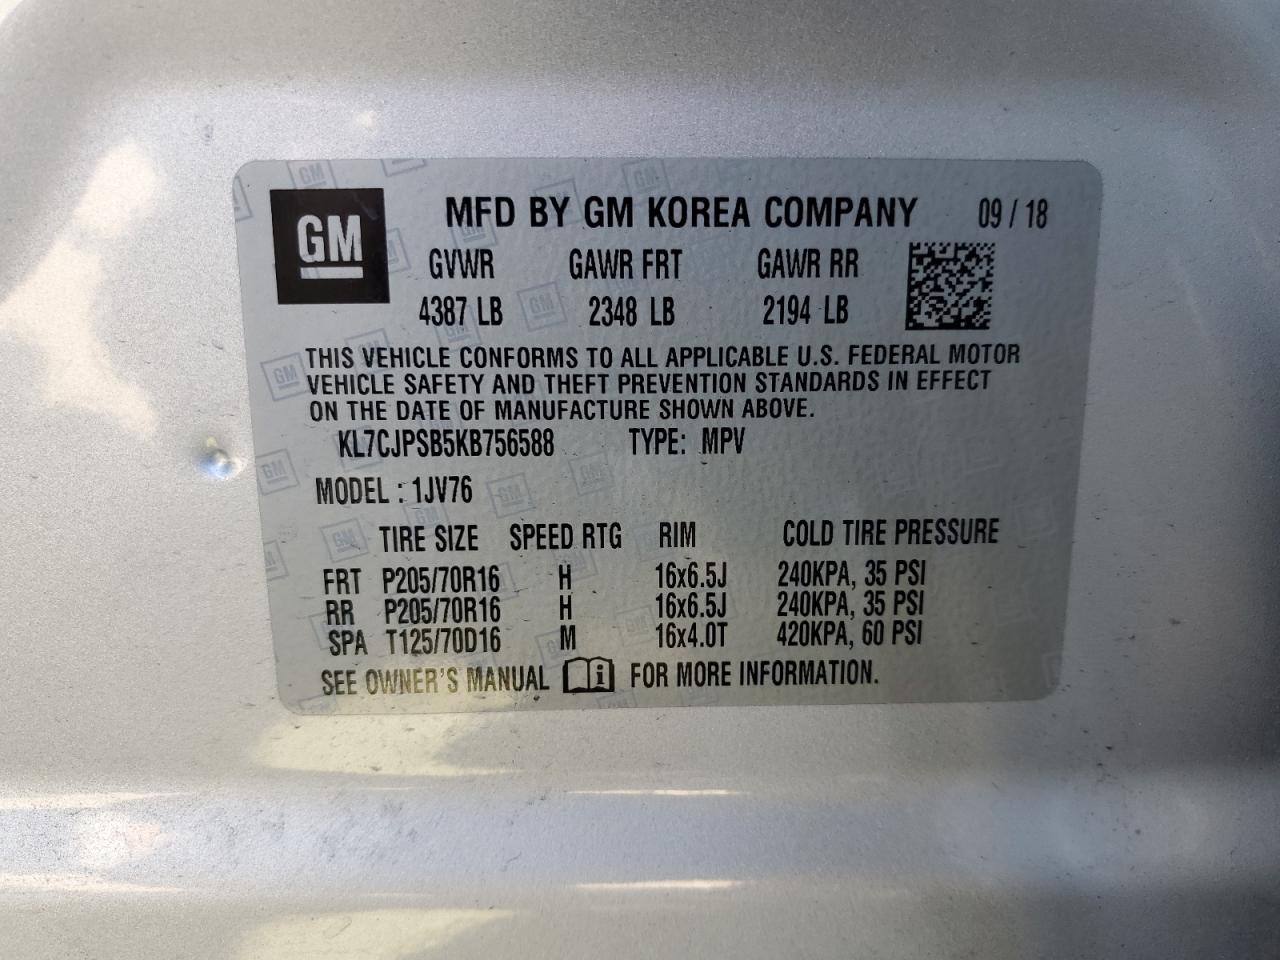 GM
MFD BY GM KOREA COMPANY 09 / 18
GVWR GAWR FRT GAWR RR
4387 LB 2348 LB 2194 LB
THIS VEHICLE CONFORMS TO ALL APPLICABLE U.S. FEDERAL MOTOR
VEHICLE SAFETY AND THEFT PREVENTION STANDARDS IN EFFECT
ON THE DATE OF MANUFACTURE SHOWN ABOVE.
KL7CJPSB5KB756588 TYPE: MPV
MODEL : 1JV76
TIRE SIZE SPEED RTG RIM COLD TIRE PRESSURE
FRT P205/70R16 H 16x6.5J 240KPA, 35 PSI
RR P205/70R16 H 16x6.5J 240KPA, 35 PSI
SPA T125/70D16 M 16x4.0T 420KPA, 60 PSI
SEE OWNER'S MANUAL i FOR MORE INFORMATION.